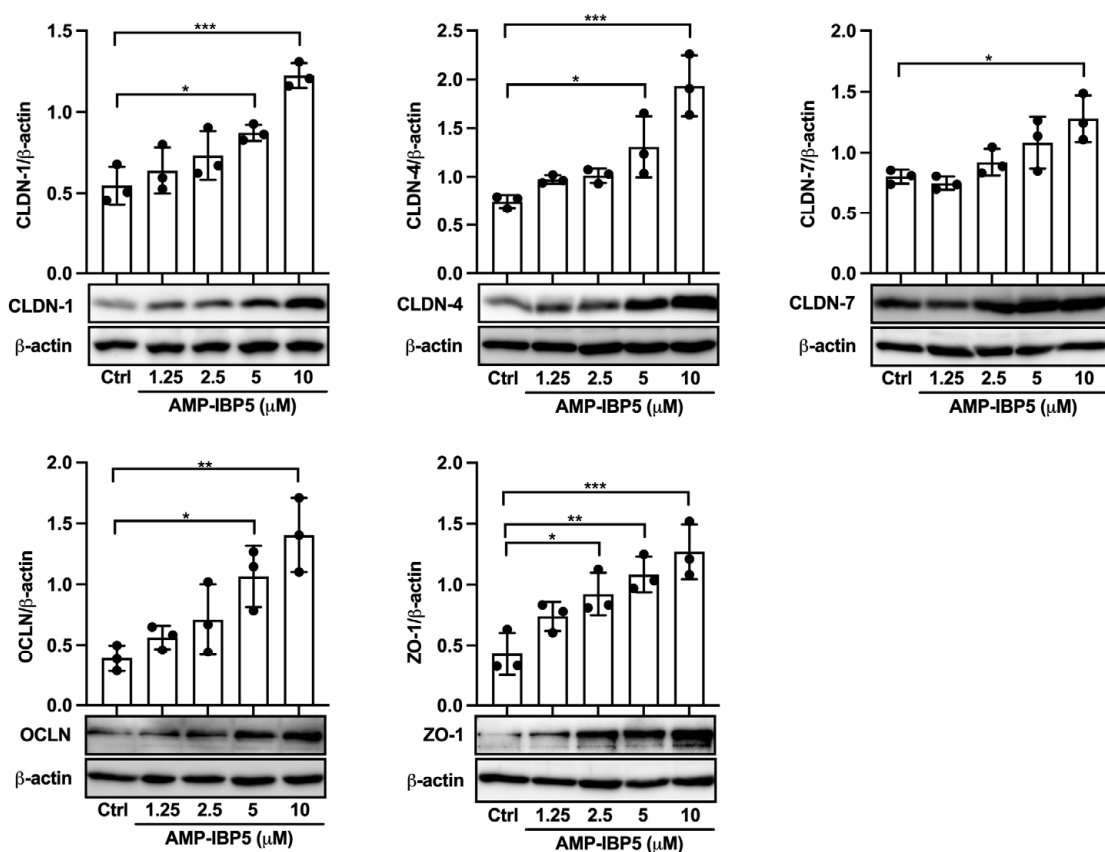 ***
*
CLDN-1/β-actin
1.5
1.0
0.5
0.0
CLDN-1
β-actin
Ctrl 1.25 2.5 5 10
AMP-IBP5 (μM)
***
*
CLDN-4/β-actin
2.5
2.0
1.5
1.0
0.5
0.0
CLDN-4
β-actin
Ctrl 1.25 2.5 5 10
AMP-IBP5 (μM)
*
CLDN-7/β-actin
2.0
1.5
1.0
0.5
0.0
CLDN-7
β-actin
Ctrl 1.25 2.5 5 10
AMP-IBP5 (μM)
**
*
OCLN/β-actin
2.0
1.5
1.0
0.5
0.0
OCLN
β-actin
Ctrl 1.25 2.5 5 10
AMP-IBP5 (μM)
***
**
*
ZO-1/β-actin
2.0
1.5
1.0
0.5
0.0
ZO-1
β-actin
Ctrl 1.25 2.5 5 10
AMP-IBP5 (μM)